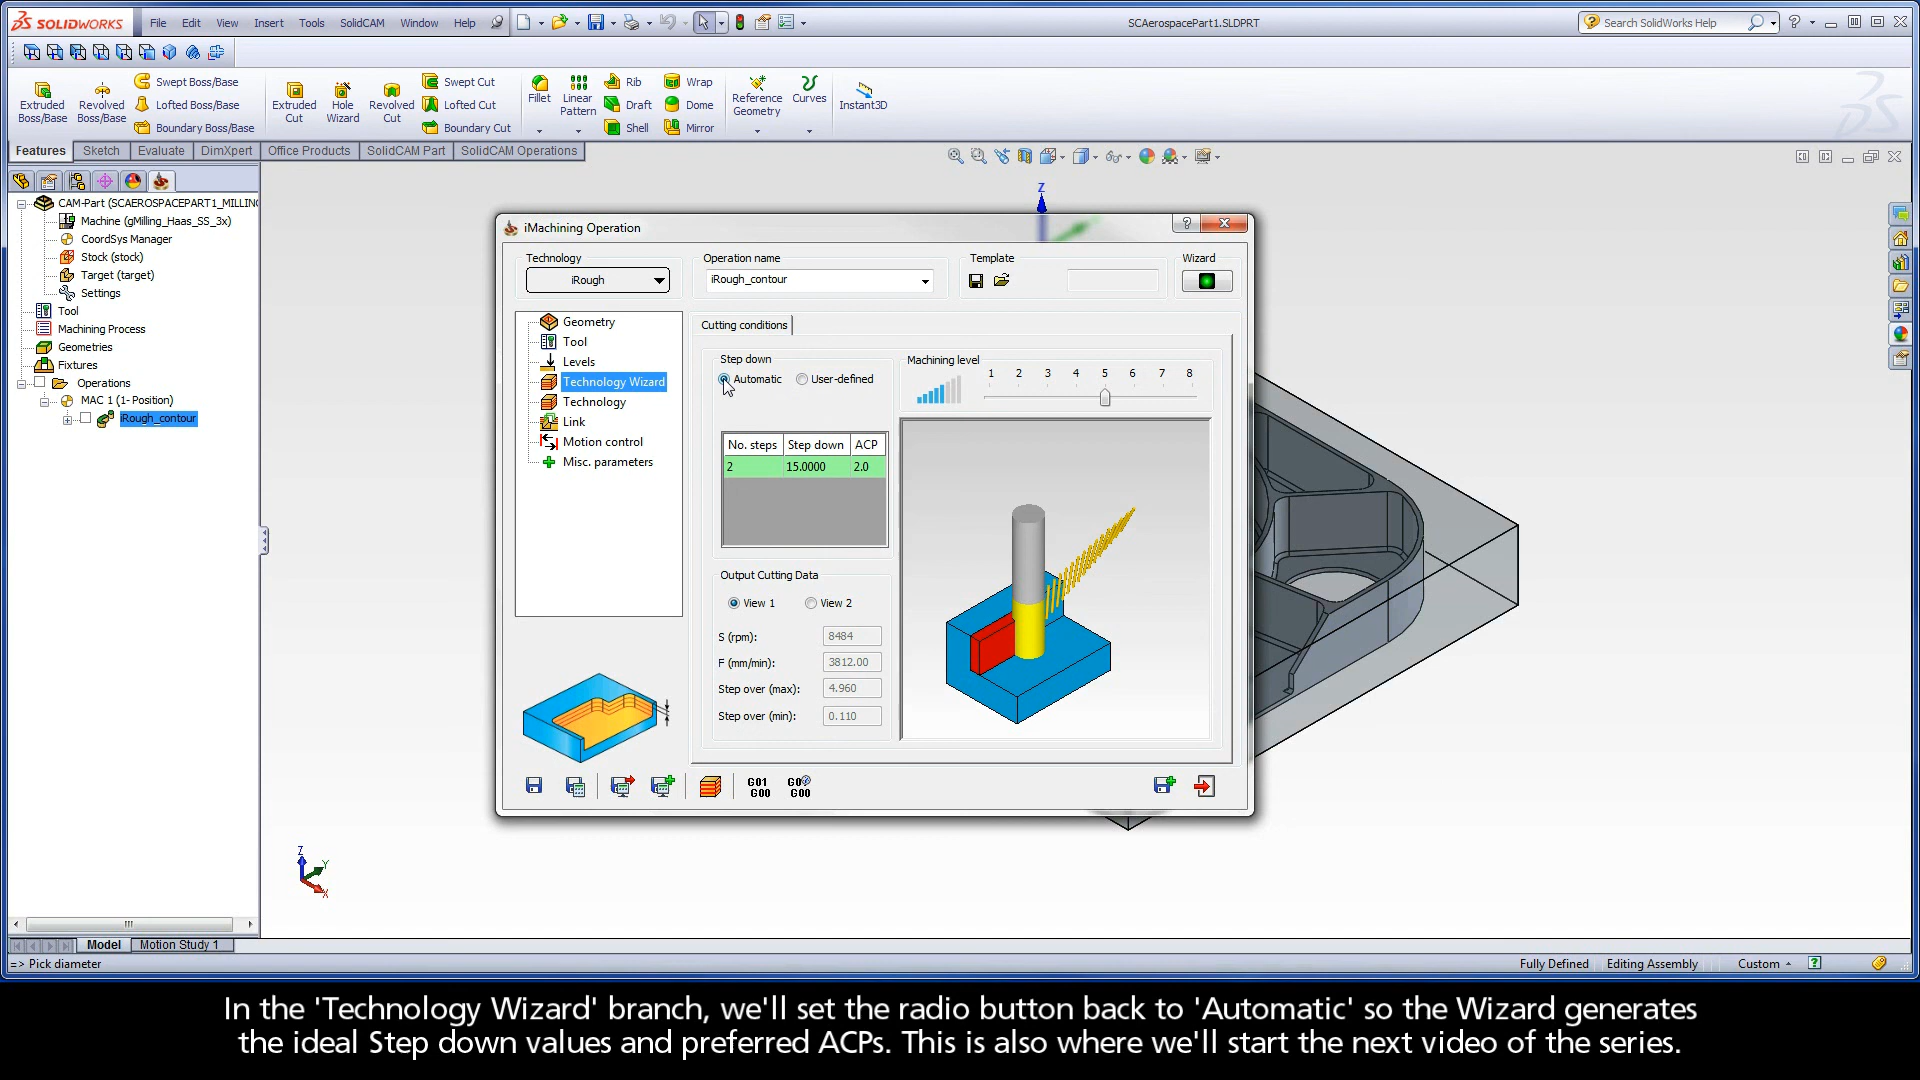 SOLIDWORKS File Edit View Insert Tools SolidCAM Window Help SCAerospacePart1.SLDPRT Search SolidWorks Help
Extruded Boss/Base Revolved Boss/Base Swept Boss/Base Lofted Boss/Base Boundary Boss/Base Extruded Cut Hole Wizard Revolved Cut Swept Cut Lofted Cut Boundary Cut Fillet Linear Pattern Rib Draft Shell Wrap Dome Mirror Reference Geometry Curves Instant3D
Features Sketch Evaluate DimXpert Office Products SolidCAM Part SolidCAM Operations
CAM-Part (SCAEROSPACEPART1_MILLING
Machine (gMilling_Haas_SS_3x)
CoordSys Manager
Stock (stock)
Target (target)
Settings
Tool
Machining Process
Geometries
Fixtures
Operations
MAC 1 (1- Position)
iRough_contour
Z
iMachining Operation
Technology Operation name Template Wizard
iRough iRough_contour
Geometry
Tool
Levels
Technology Wizard
Technology
Link
Motion control
Misc. parameters
Cutting conditions
Step down
Automatic User-defined
Machining level
1 2 3 4 5 6 7 8
No. steps Step down ACP
2 15.0000 2.0
Output Cutting Data
View 1 View 2
S (rpm): 8484
F (mm/min): 3812.00
Step over (max): 4.960
Step over (min): 0.110
G01 G00 G00 G00
Z Y X
Model Motion Study 1
=> Pick diameter Fully Defined Editing Assembly Custom
In the 'Technology Wizard' branch, we'll set the radio button back to 'Automatic' so the Wizard generates
the ideal Step down values and preferred ACPs. This is also where we'll start the next video of the series.